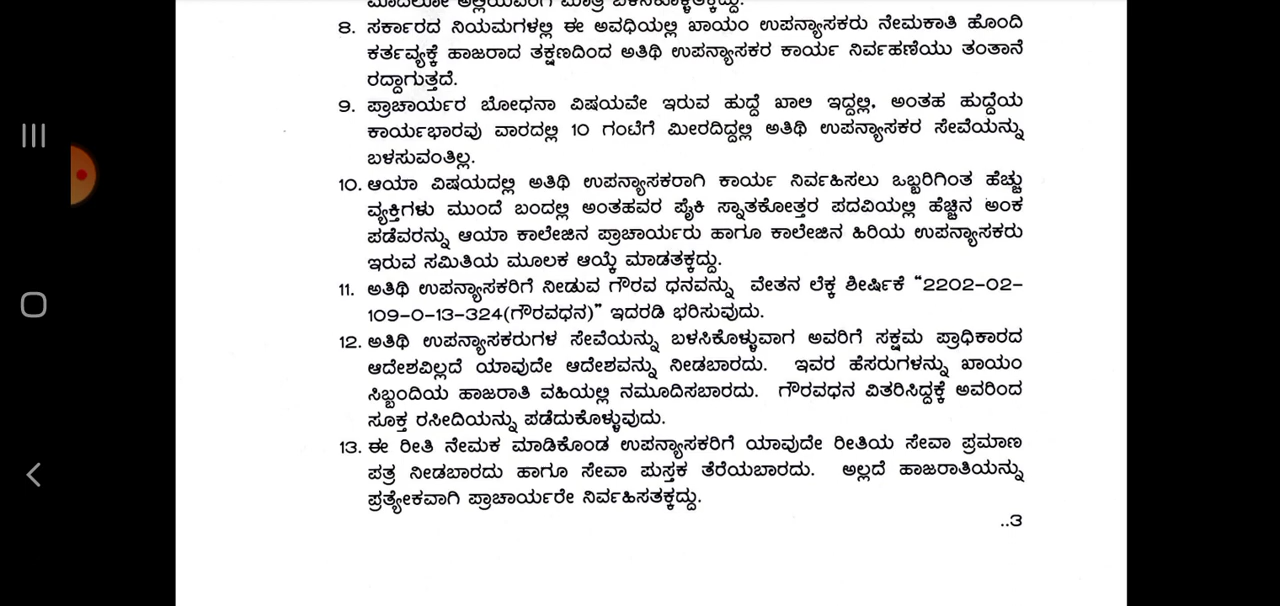 8. ಸರ್ಕಾರದ ನಿಯಮಗಳಲ್ಲಿ ಈ ಅವಧಿಯಲ್ಲಿ ಖಾಯಂ ಉಪನ್ಯಾಸಕರು ನೇಮಕಾತಿ ಹೊಂದಿ
ಕರ್ತವ್ಯಕ್ಕೆ ಹಾಜರಾದ ತಕ್ಷಣದಿಂದ ಅತಿಥಿ ಉಪನ್ಯಾಸಕರ ಕಾರ್ಯ ನಿರ್ವಹಣೆಯು ತಂತಾನೆ
ರದ್ದಾಗುತ್ತದೆ.
9. ಪ್ರಾಚಾರ್ಯರ ಬೋಧನಾ ವಿಷಯವೇ ಇರುವ ಹುದ್ದೆ ಖಾಲಿ ಇದ್ದಲ್ಲಿ, ಅಂತಹ ಹುದ್ದೆಯ
ಕಾರ್ಯಭಾರವು ವಾರದಲ್ಲಿ 10 ಗಂಟೆಗೆ ಮೀರದಿದ್ದಲ್ಲಿ ಅತಿಥಿ ಉಪನ್ಯಾಸಕರ ಸೇವೆಯನ್ನು
ಬಳಸುವಂತಿಲ್ಲ.
10. ಆಯಾ ವಿಷಯದಲ್ಲಿ ಅತಿಥಿ ಉಪನ್ಯಾಸಕರಾಗಿ ಕಾರ್ಯ ನಿರ್ವಹಿಸಲು ಒಬ್ಬರಿಗಿಂತ ಹೆಚ್ಚು
ವ್ಯಕ್ತಿಗಳು ಮುಂದೆ ಬಂದಲ್ಲಿ ಅಂತಹವರ ಪೈಕಿ ಸ್ನಾತಕೋತ್ತರ ಪದವಿಯಲ್ಲಿ ಹೆಚ್ಚಿನ ಅಂಕ
ಪಡೆವರನ್ನು ಆಯಾ ಕಾಲೇಜಿನ ಪ್ರಾಚಾರ್ಯರು ಹಾಗೂ ಕಾಲೇಜಿನ ಹಿರಿಯ ಉಪನ್ಯಾಸಕರು
ಇರುವ ಸಮಿತಿಯ ಮೂಲಕ ಆಯ್ಕೆ ಮಾಡತಕ್ಕದ್ದು.
11. ಅತಿಥಿ ಉಪನ್ಯಾಸಕರಿಗೆ ನೀಡುವ ಗೌರವ ಧನವನ್ನು ವೇತನ ಲೆಕ್ಕ ಶೀರ್ಷಿಕೆ “2202-02-
109-0-13-324(ಗೌರವಧನ)” ಇದರಡಿ ಭರಿಸುವುದು.
12. ಅತಿಥಿ ಉಪನ್ಯಾಸಕರುಗಳ ಸೇವೆಯನ್ನು ಬಳಸಿಕೊಳ್ಳುವಾಗ ಅವರಿಗೆ ಸಕ್ಷಮ ಪ್ರಾಧಿಕಾರದ
ಆದೇಶವಿಲ್ಲದೆ ಯಾವುದೇ ಆದೇಶವನ್ನು ನೀಡಬಾರದು. ಇವರ ಹೆಸರುಗಳನ್ನು ಖಾಯಂ
ಸಿಬ್ಬಂದಿಯ ಹಾಜರಾತಿ ವಹಿಯಲ್ಲಿ ನಮೂದಿಸಬಾರದು. ಗೌರವಧನ ವಿತರಿಸಿದ್ದಕ್ಕೆ ಅವರಿಂದ
ಸೂಕ್ತ ರಸೀದಿಯನ್ನು ಪಡೆದುಕೊಳ್ಳುವುದು.
13. ಈ ರೀತಿ ನೇಮಕ ಮಾಡಿಕೊಂಡ ಉಪನ್ಯಾಸಕರಿಗೆ ಯಾವುದೇ ರೀತಿಯ ಸೇವಾ ಪ್ರಮಾಣ
ಪತ್ರ ನೀಡಬಾರದು ಹಾಗೂ ಸೇವಾ ಪುಸ್ತಕ ತೆರೆಯಬಾರದು. ಅಲ್ಲದೆ ಹಾಜರಾತಿಯನ್ನು
ಪ್ರತ್ಯೇಕವಾಗಿ ಪ್ರಾಚಾರ್ಯರೇ ನಿರ್ವಹಿಸತಕ್ಕದ್ದು.
..3